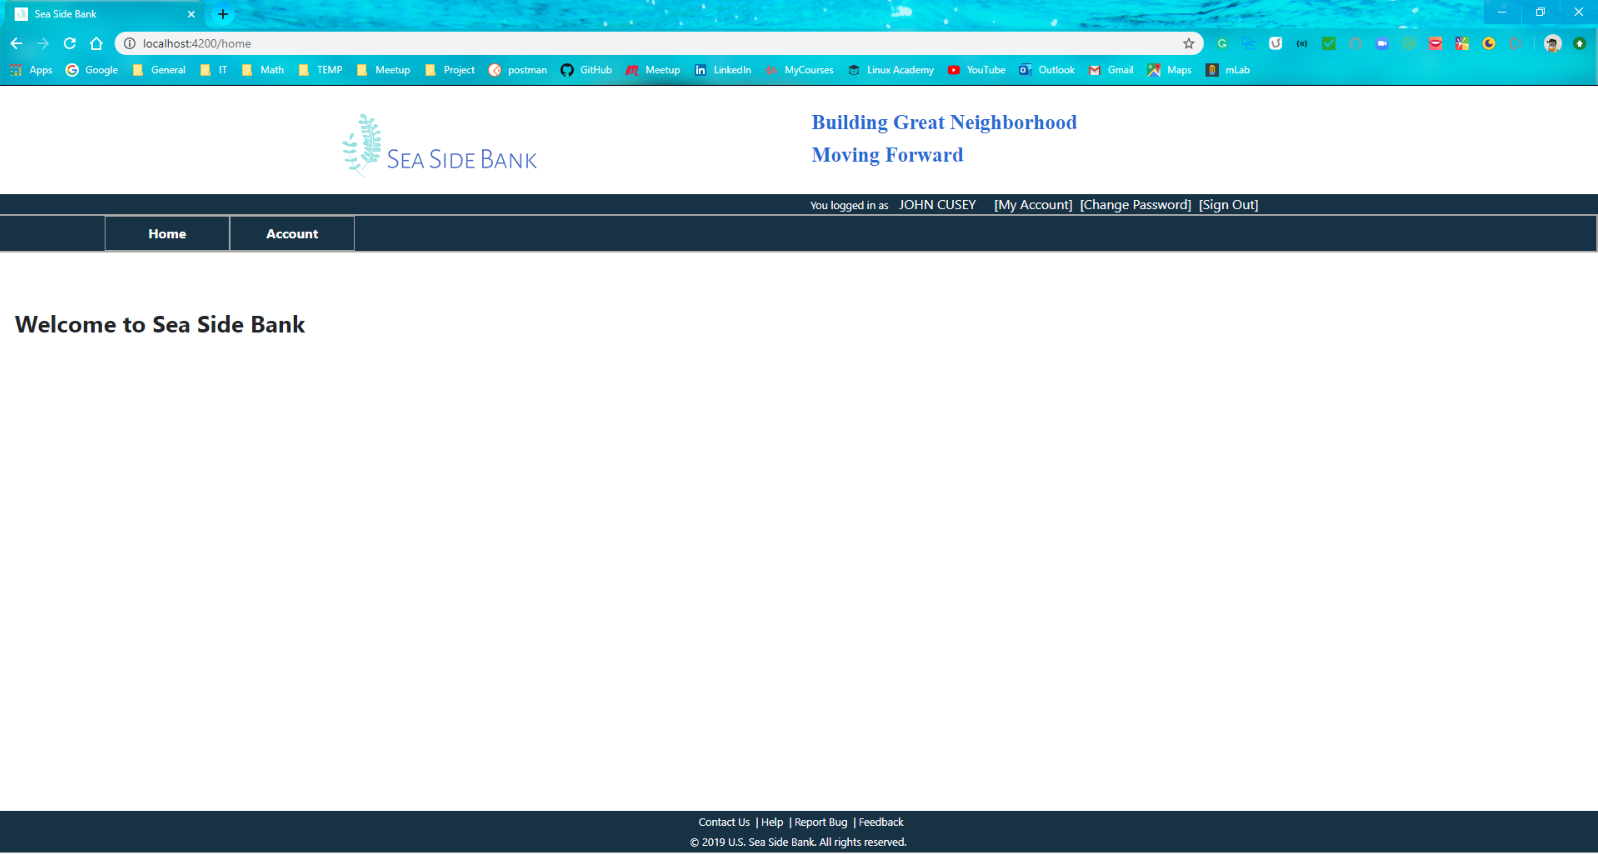 Sea Side Bank
localhost:4200/home
Apps Google General IT Math TEMP Meetup Project postman GitHub Meetup LinkedIn MyCourses Linux Academy YouTube Outlook Gmail Maps mLab
SEA SIDE BANK
Building Great Neighborhood
Moving Forward
You logged in as JOHN CUSEY [My Account] [Change Password] [Sign Out]
Home Account
Welcome to Sea Side Bank
Contact Us | Help | Report Bug | Feedback
© 2019 U.S. Sea Side Bank. All rights reserved.